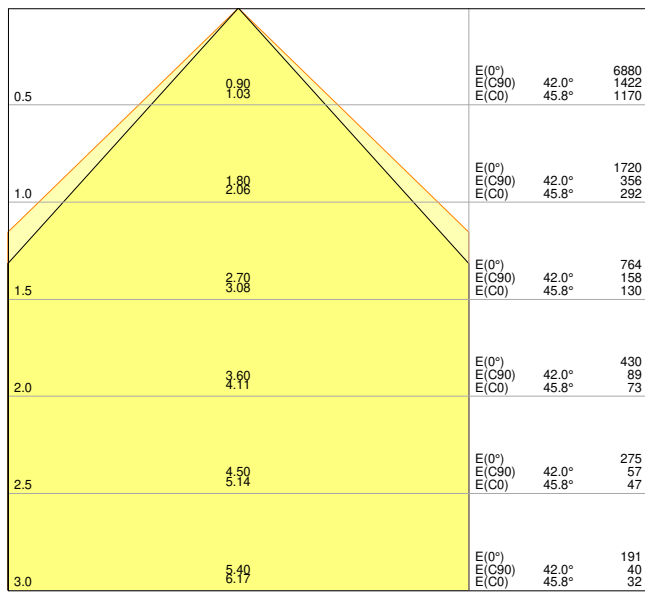 0.90
1.03
0.5
E(0°) 6880
E(C90) 42.0° 1422
E(C0) 45.8° 1170
1.80
2.06
1.0
E(0°) 1720
E(C90) 42.0° 356
E(C0) 45.8° 292
2.70
3.08
1.5
E(0°) 764
E(C90) 42.0° 158
E(C0) 45.8° 130
3.60
4.11
2.0
E(0°) 430
E(C90) 42.0° 89
E(C0) 45.8° 73
4.50
5.14
2.5
E(0°) 275
E(C90) 42.0° 57
E(C0) 45.8° 47
5.40
6.17
3.0
E(0°) 191
E(C90) 42.0° 40
E(C0) 45.8° 32